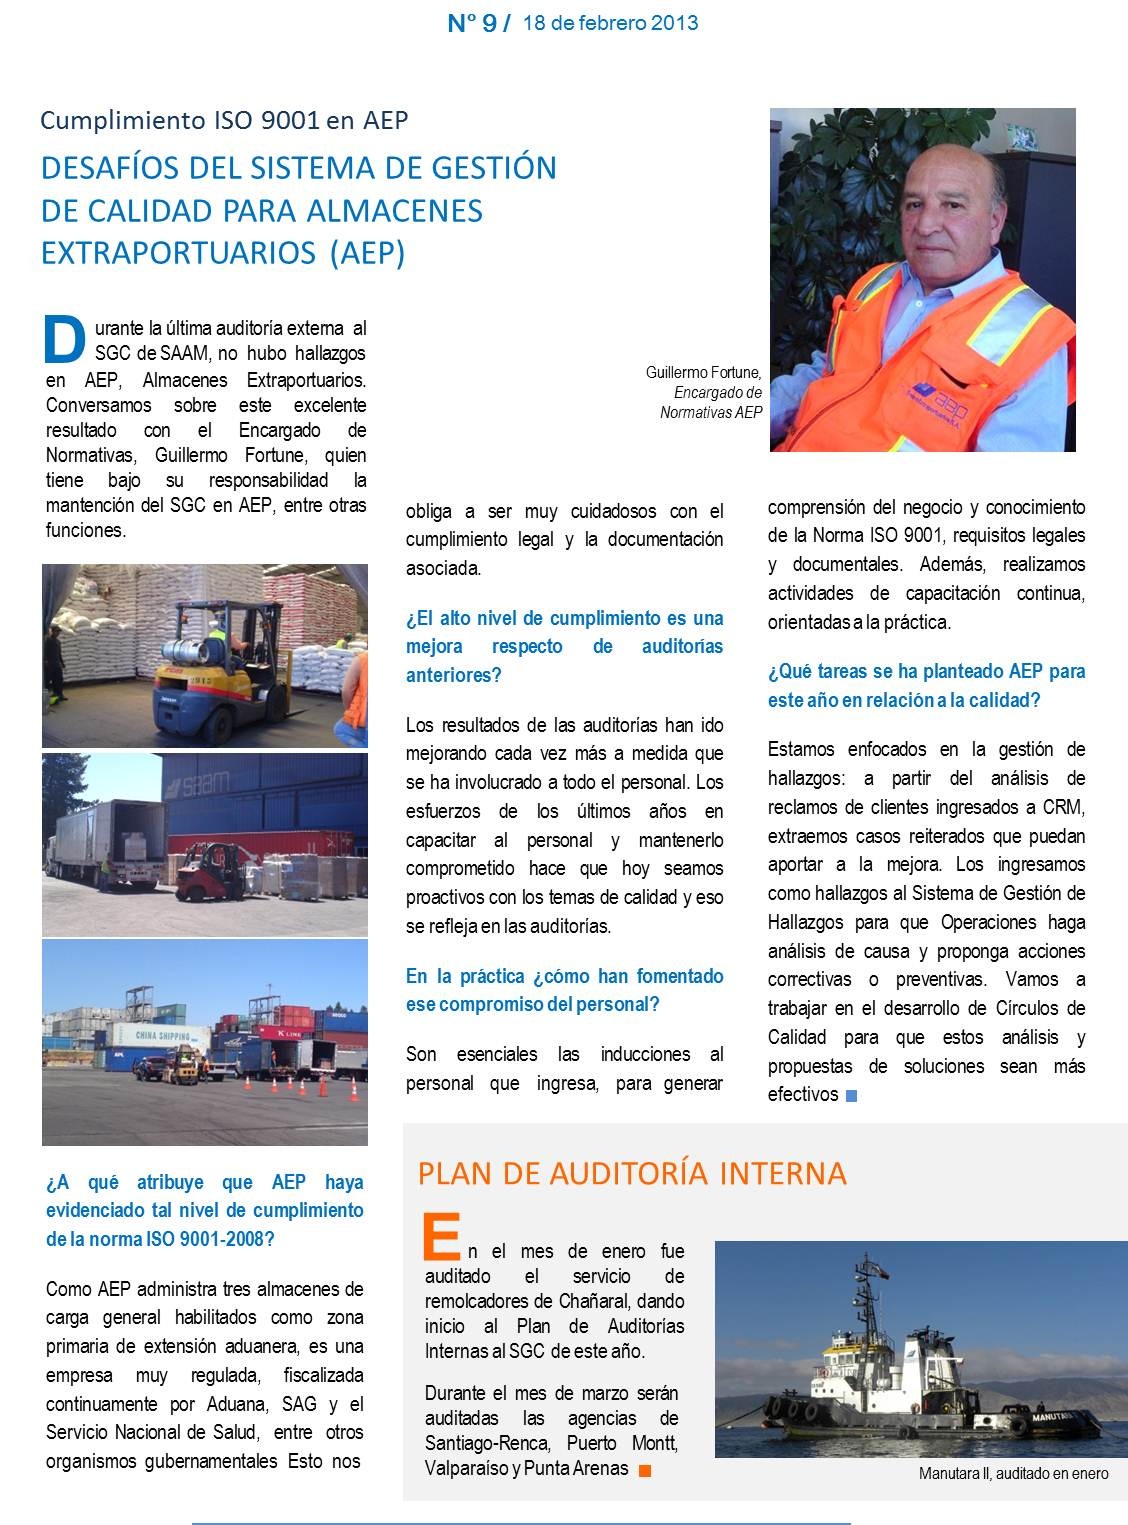 N° 9 / 18 de febrero 2013
Cumplimiento ISO 9001 en AEP
DESAFÍOS DEL SISTEMA DE GESTIÓN
DE CALIDAD PARA ALMACENES
EXTRAPORTUARIOS (AEP)
Guillermo Fortune,
Encargado de
Normativas AEP
aep
Durante la última auditoría externa al
SGC de SAAM, no hubo hallazgos
en AEP, Almacenes Extraportuarios.
Conversamos sobre este excelente
resultado con el Encargado de
Normativas, Guillermo Fortune, quien
tiene bajo su responsabilidad la
mantención del SGC en AEP, entre otras
funciones.
saam
CHINA SHIPPING
K LINE
APL
¿A qué atribuye que AEP haya
evidenciado tal nivel de cumplimiento
de la norma ISO 9001-2008?
Como AEP administra tres almacenes de
carga general habilitados como zona
primaria de extensión aduanera, es una
empresa muy regulada, fiscalizada
continuamente por Aduana, SAG y el
Servicio Nacional de Salud, entre otros
organismos gubernamentales Esto nos
obliga a ser muy cuidadosos con el
cumplimiento legal y la documentación
asociada.
¿El alto nivel de cumplimiento es una
mejora respecto de auditorías
anteriores?
Los resultados de las auditorías han ido
mejorando cada vez más a medida que
se ha involucrado a todo el personal. Los
esfuerzos de los últimos años en
capacitar al personal y mantenerlo
comprometido hace que hoy seamos
proactivos con los temas de calidad y eso
se refleja en las auditorías.
En la práctica ¿cómo han fomentado
ese compromiso del personal?
Son esenciales las inducciones al
personal que ingresa, para generar
comprensión del negocio y conocimiento
de la Norma ISO 9001, requisitos legales
y documentales. Además, realizamos
actividades de capacitación continua,
orientadas a la práctica.
¿Qué tareas se ha planteado AEP para
este año en relación a la calidad?
Estamos enfocados en la gestión de
hallazgos: a partir del análisis de
reclamos de clientes ingresados a CRM,
extraemos casos reiterados que puedan
aportar a la mejora. Los ingresamos
como hallazgos al Sistema de Gestión de
Hallazgos para que Operaciones haga
análisis de causa y proponga acciones
correctivas o preventivas. Vamos a
trabajar en el desarrollo de Círculos de
Calidad para que estos análisis y
propuestas de soluciones sean más
efectivos
PLAN DE AUDITORÍA INTERNA
En el mes de enero fue
auditado el servicio de
remolcadores de Chañaral, dando
inicio al Plan de Auditorías
Internas al SGC de este año.
Durante el mes de marzo serán
auditadas las agencias de
Santiago-Renca, Puerto Montt,
Valparaíso y Punta Arenas
MANUTARA
Manutara II, auditado en enero